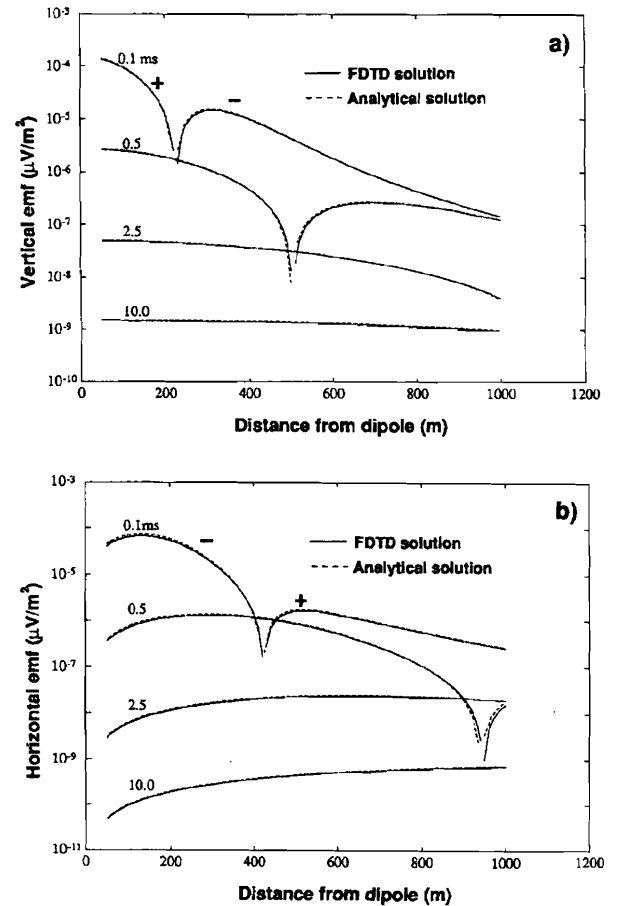 a)
10⁻³
10⁻⁴
10⁻⁵
10⁻⁶
10⁻⁷
10⁻⁸
10⁻⁹
10⁻¹⁰
Vertical emf (μV/m²)
0.1 ms
+
−
0.5
2.5
10.0
FDTD solution
Analytical solution
0 200 400 600 800 1000 1200
Distance from dipole (m)
b)
10⁻³
10⁻⁵
10⁻⁷
10⁻⁹
10⁻¹¹
Horizontal emf (μV/m²)
0.1ms
−
+
0.5
2.5
10.0
FDTD solution
Analytical solution
0 200 400 600 800 1000 1200
Distance from dipole (m)